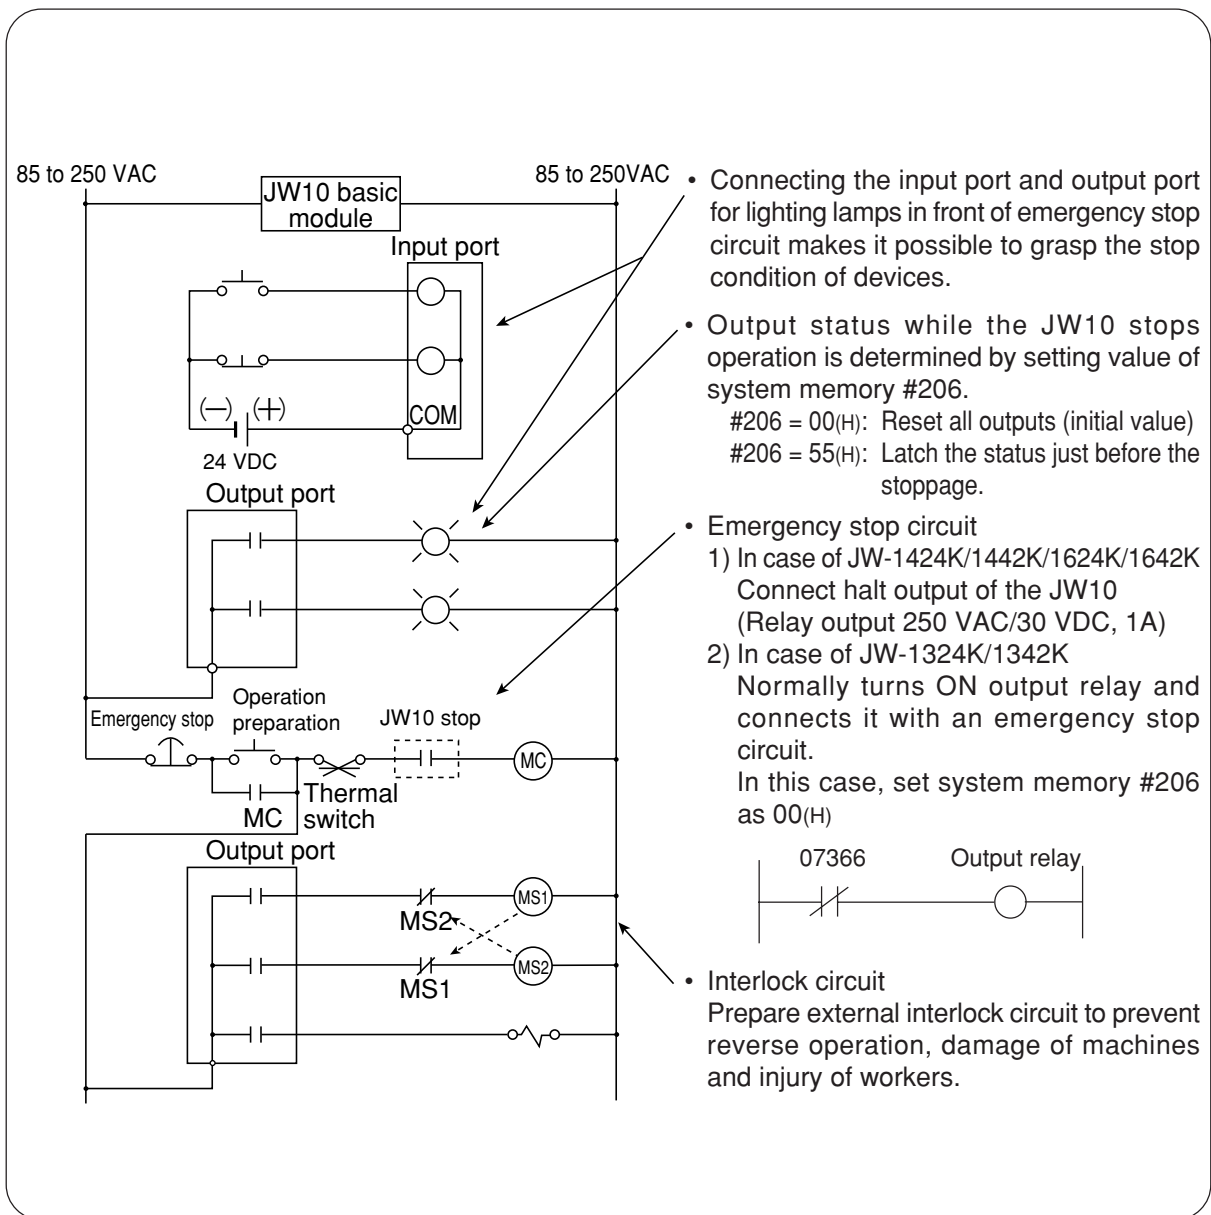 85 to 250 VAC
85 to 250VAC
JW10 basic
module
Input port
(—) (+)
COM
24 VDC
Output port
Emergency stop
Operation
preparation
JW10 stop
MC
MC
Thermal
switch
Output port
MS2
MS1
MS1
MS2
• Connecting the input port and output port
for lighting lamps in front of emergency stop
circuit makes it possible to grasp the stop
condition of devices.
• Output status while the JW10 stops
operation is determined by setting value of
system memory #206.
#206 = 00(H): Reset all outputs (initial value)
#206 = 55(H): Latch the status just before the
stoppage.
• Emergency stop circuit
1) In case of JW-1424K/1442K/1624K/1642K
Connect halt output of the JW10
(Relay output 250 VAC/30 VDC, 1A)
2) In case of JW-1324K/1342K
Normally turns ON output relay and
connects it with an emergency stop
circuit.
In this case, set system memory #206
as 00(H)
07366
Output relay
• Interlock circuit
Prepare external interlock circuit to prevent
reverse operation, damage of machines
and injury of workers.